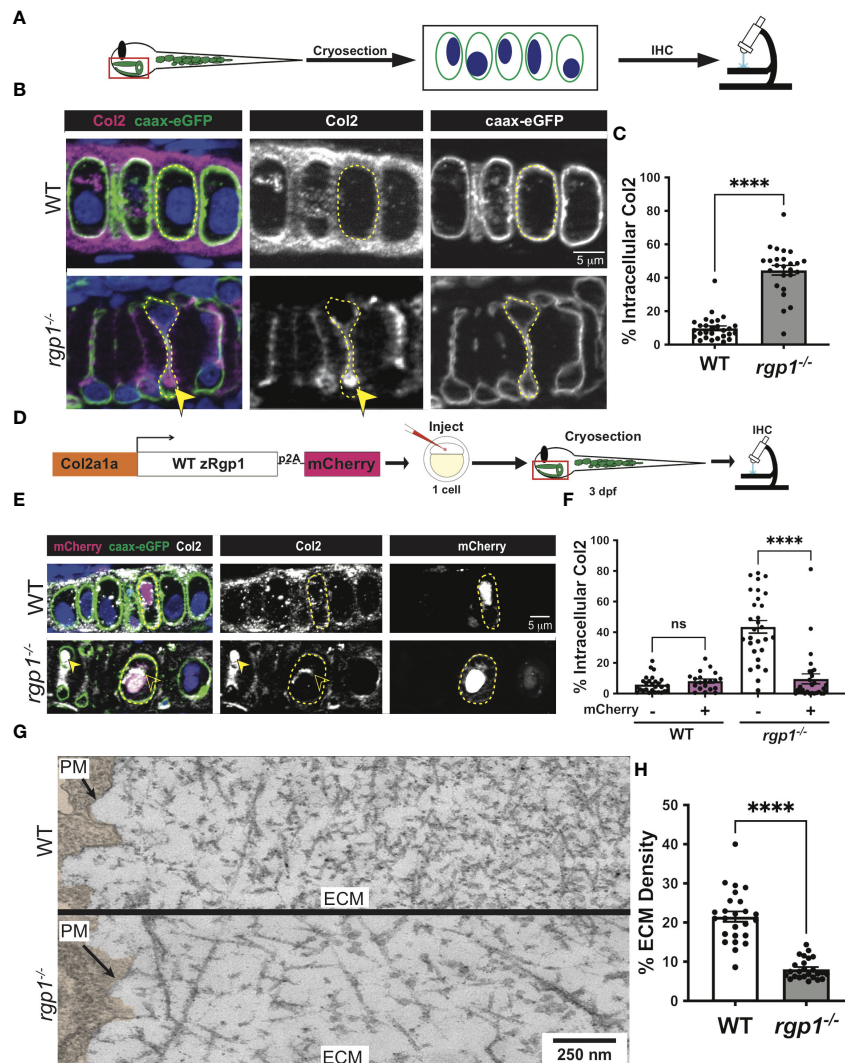 A
Cryosection
IHC
B
Col2 caax-eGFP
Col2
caax-eGFP
WT
5 μm
rgp1-/-
C
% Intracellular Col2
100
80
60
40
20
0
****
WT
rgp1-/-
D
Col2a1a
WT zRgp1
p2A
mCherry
Inject
1 cell
Cryosection
3 dpf
IHC
E
mCherry caax-eGFP Col2
Col2
mCherry
WT
5 μm
rgp1-/-
F
% Intracellular Col2
100
80
60
40
20
0
ns
****
mCherry - + - +
WT
rgp1-/-
G
PM
WT
ECM
PM
rgp1-/-
ECM
250 nm
H
% ECM Density
50
40
30
20
10
0
****
WT
rgp1-/-